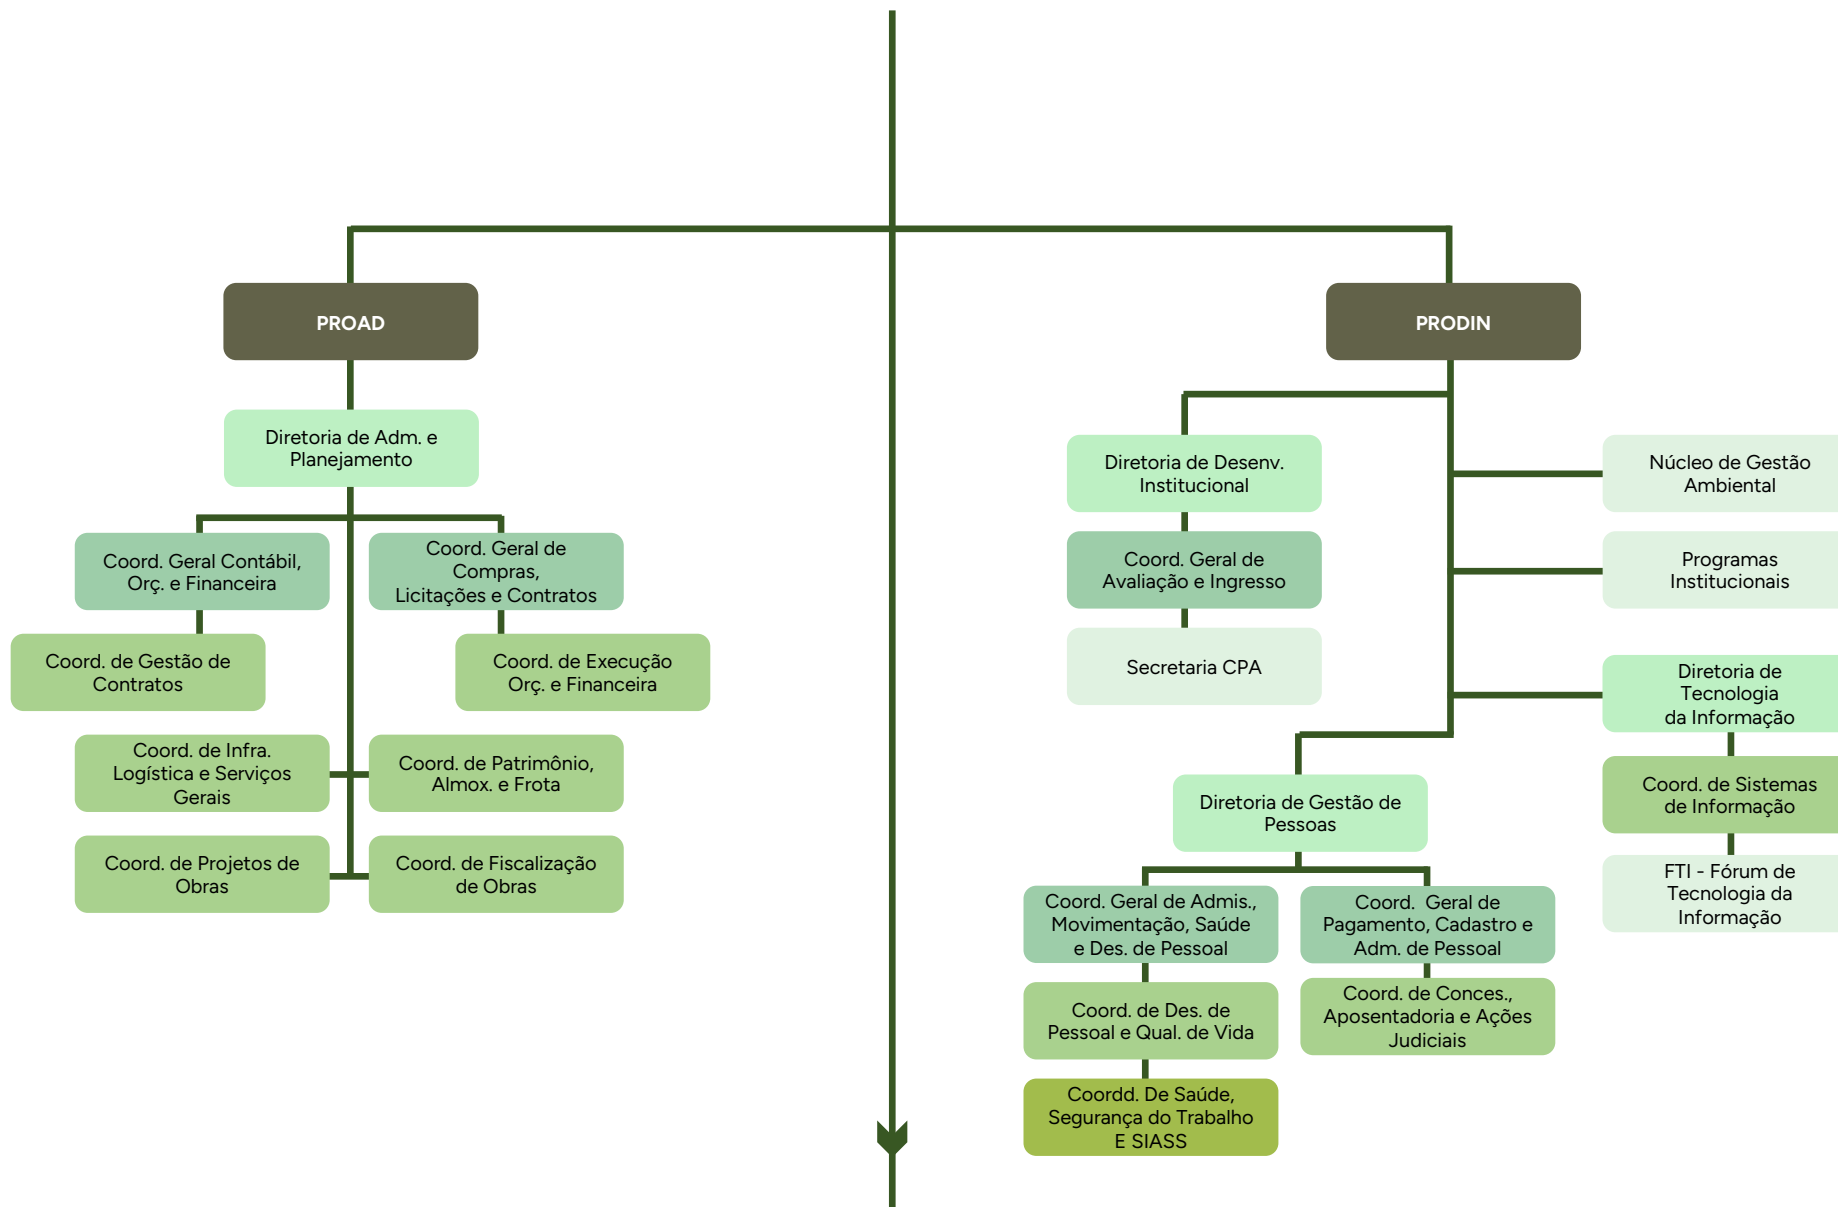 PROAD
Diretoria de Adm. e
Planejamento
Coord. Geral Contábil,
Orç. e Financeira
Coord. Geral de
Compras,
Licitações e Contratos
Coord. de Gestão de
Contratos
Coord. de Execução
Orç. e Financeira
Coord. de Infra.
Logística e Serviços
Gerais
Coord. de Patrimônio,
Almox. e Frota
Coord. de Projetos de
Obras
Coord. de Fiscalização
de Obras
PRODIN
Diretoria de Desenv.
Institucional
Coord. Geral de
Avaliação e Ingresso
Secretaria CPA
Núcleo de Gestão
Ambiental
Programas
Institucionais
Diretoria de
Tecnologia
da Informação
Coord. de Sistemas
de Informação
FTI - Fórum de
Tecnologia da
Informação
Diretoria de Gestão de
Pessoas
Coord. Geral de Admis.,
Movimentação, Saúde
e Des. de Pessoal
Coord.  Geral de
Pagamento, Cadastro e
Adm. de Pessoal
Coord. de Des. de
Pessoal e Qual. de Vida
Coord. de Conces.,
Aposentadoria e Ações
Judiciais
Coordd. De Saúde,
Segurança do Trabalho
E SIASS